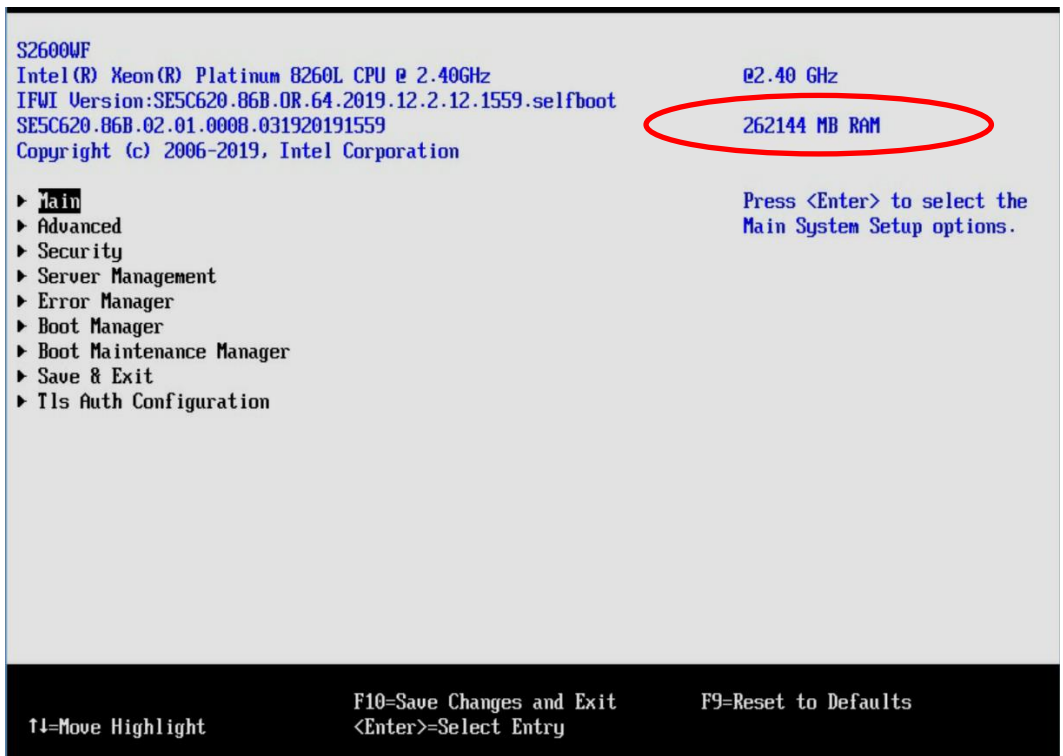 S2600WF
Intel(R) Xeon(R) Platinum 8260L CPU @ 2.40GHz @2.40 GHz
IFWI Version:SE5C620.86B.OR.64.2019.12.2.12.1559.selfboot
SE5C620.86B.02.01.0008.031920191559 262144 MB RAM
Copyright (c) 2006-2019, Intel Corporation
▶ Main
▶ Advanced
▶ Security
▶ Server Management
▶ Error Manager
▶ Boot Manager
▶ Boot Maintenance Manager
▶ Save & Exit
▶ Tls Auth Configuration
Press <Enter> to select the
Main System Setup options.
F10=Save Changes and Exit F9=Reset to Defaults
↑↓=Move Highlight <Enter>=Select Entry